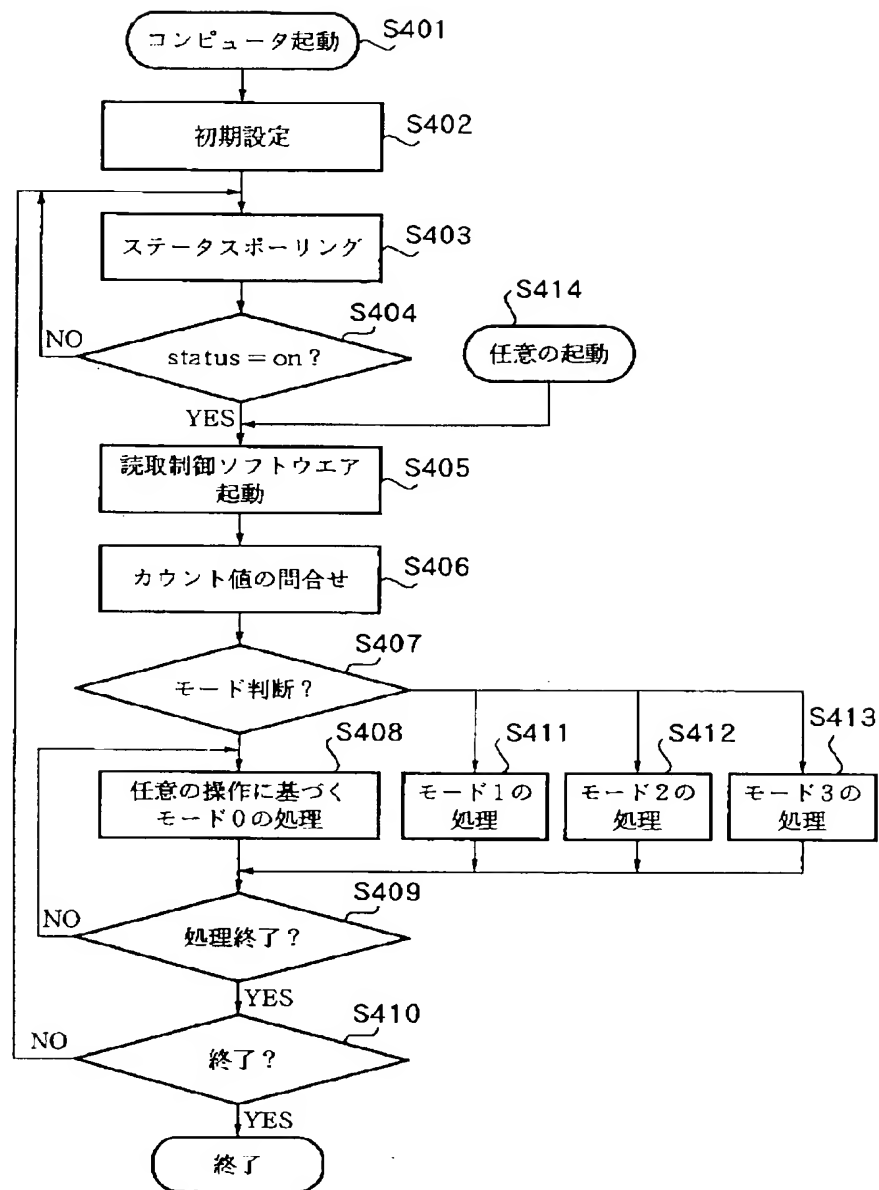 コンピュータ起動
S401
初期設定
S402
ステータスポーリング
S403
S404
NO
status=on?
S414
任意の起動
YES
読取制御ソフトウエア
起動
S405
カウント値の問合せ
S406
S407
モード判断?
S408
S411
S412
S413
任意の操作に基づく
モード0の処理
モード1の
処理
モード2の
処理
モード3の
処理
S409
NO
処理終了?
YES
S410
NO
終了?
YES
終了